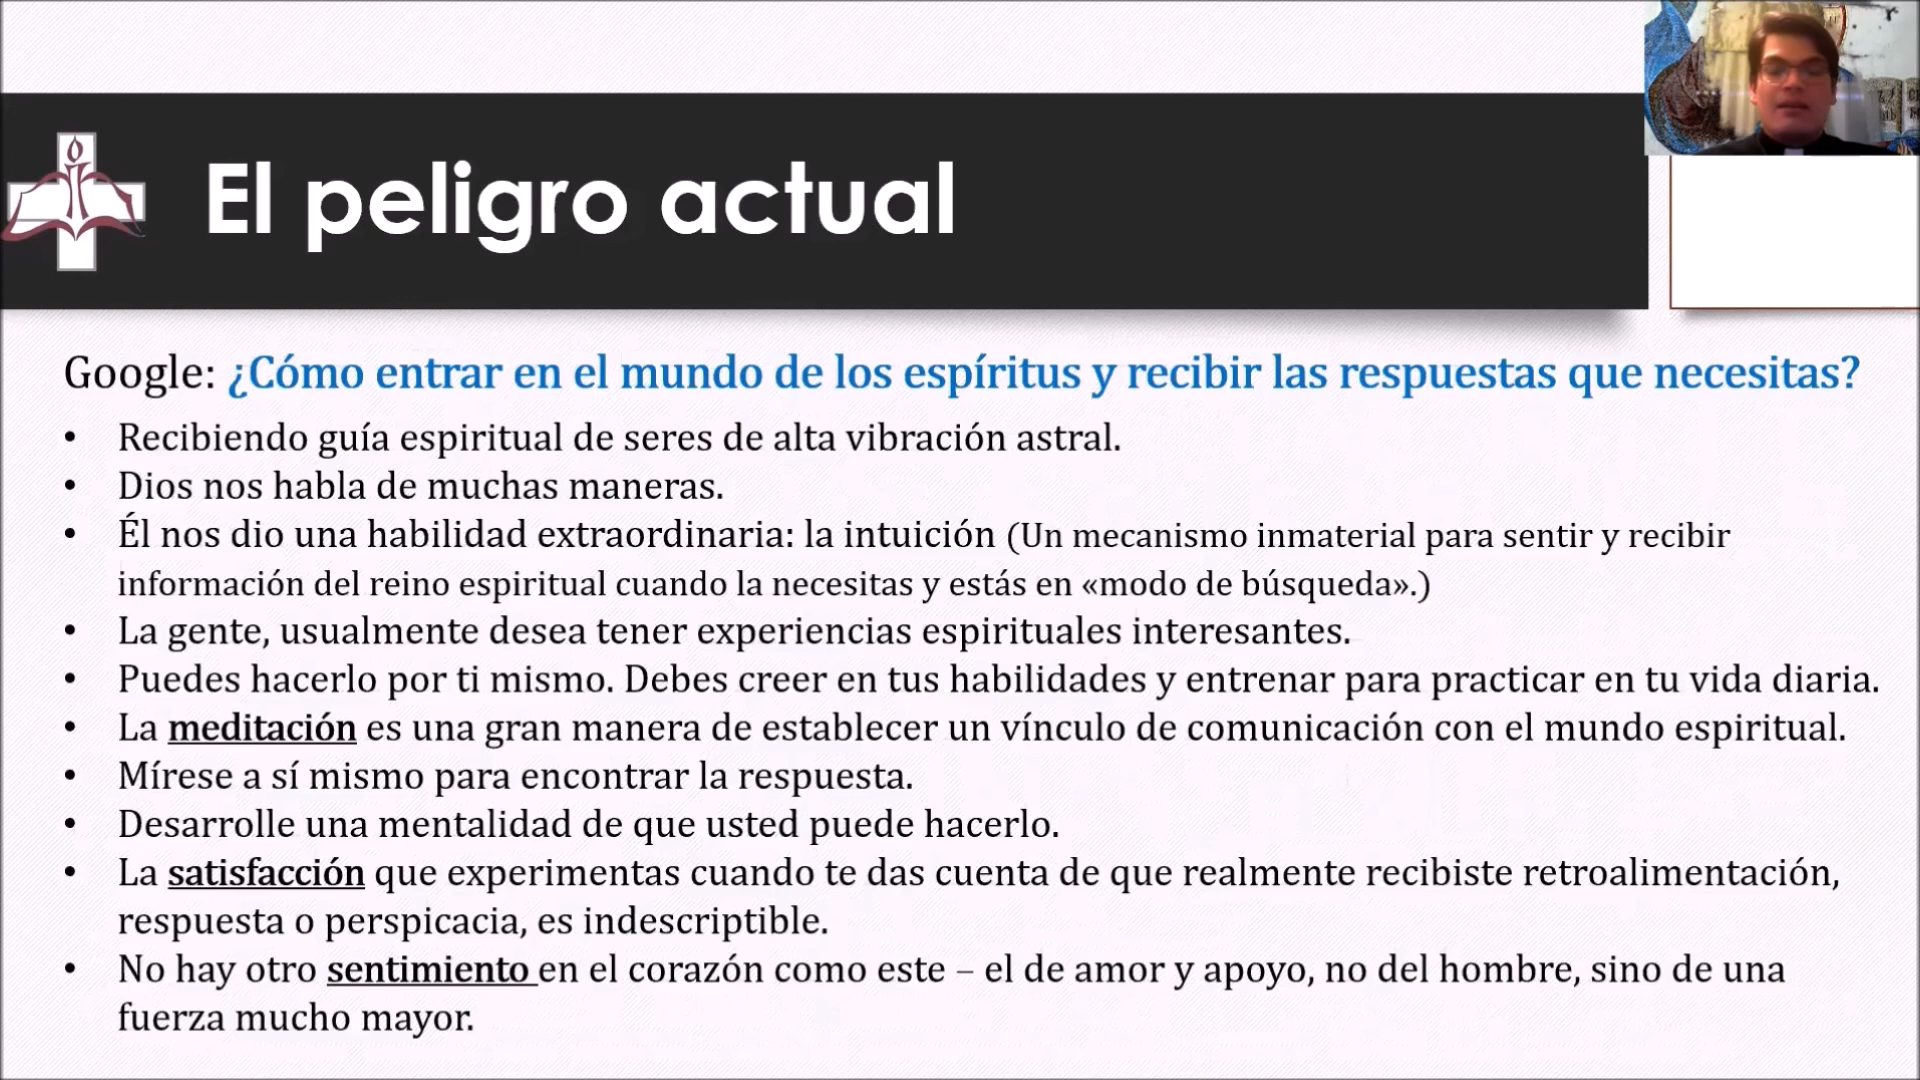 El peligro actual
Google: ¿Cómo entrar en el mundo de los espíritus y recibir las respuestas que necesitas?
• Recibiendo guía espiritual de seres de alta vibración astral.
• Dios nos habla de muchas maneras.
• Él nos dio una habilidad extraordinaria: la intuición (Un mecanismo inmaterial para sentir y recibir
información del reino espiritual cuando la necesitas y estás en «modo de búsqueda».)
• La gente, usualmente desea tener experiencias espirituales interesantes.
• Puedes hacerlo por ti mismo. Debes creer en tus habilidades y entrenar para practicar en tu vida diaria.
• La meditación es una gran manera de establecer un vínculo de comunicación con el mundo espiritual.
• Mírese a sí mismo para encontrar la respuesta.
• Desarrolle una mentalidad de que usted puede hacerlo.
• La satisfacción que experimentas cuando te das cuenta de que realmente recibiste retroalimentación,
respuesta o perspicacia, es indescriptible.
• No hay otro sentimiento en el corazón como este – el de amor y apoyo, no del hombre, sino de una
fuerza mucho mayor.